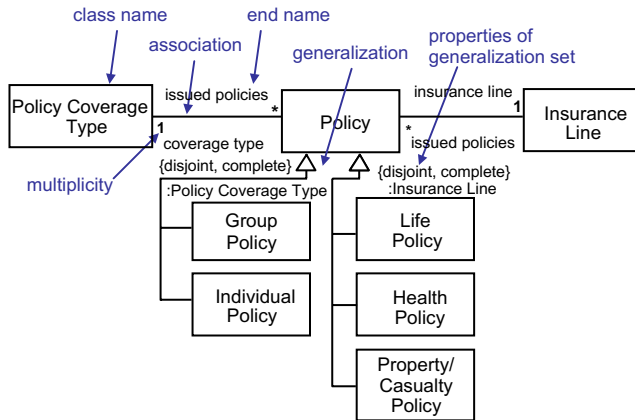 class name
end name
association
generalization
properties of
generalization set
Policy Coverage
Type
issued policies
*
1
coverage type
Policy
insurance line
1
*
issued policies
Insurance
Line
multiplicity
{disjoint, complete}
:Policy Coverage Type
{disjoint, complete}
:Insurance Line
Group
Policy
Individual
Policy
Life
Policy
Health
Policy
Property/
Casualty
Policy